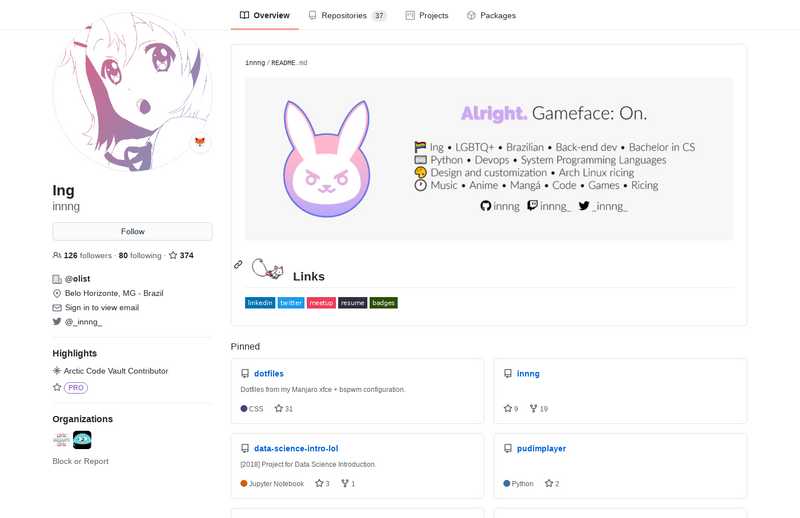 Overview
Repositories 37
Projects
Packages
Ing
innng
Follow
126 followers · 80 following · 374
@olist
Belo Horizonte, MG - Brazil
Sign in to view email
@_innng_
Highlights
Arctic Code Vault Contributor
PRO
Organizations
Block or Report
innng / README.md
Alright. Gameface: On.
Ing • LGBTQ+ • Brazilian • Back-end dev • Bachelor in CS
Python • Devops • System Programming Languages
Design and customization • Arch Linux ricing
Music • Anime • Mangá • Code • Games • Ricing
innng innng_ _innng_
Links
linkedin twitter meetup resume badges
Pinned
dotfiles
Dotfiles from my Manjaro xfce + bspwm configuration.
CSS 31
innng
9 19
data-science-intro-lol
[2018] Project for Data Science Introduction.
Jupyter Notebook 3 1
pudimplayer
Python 2